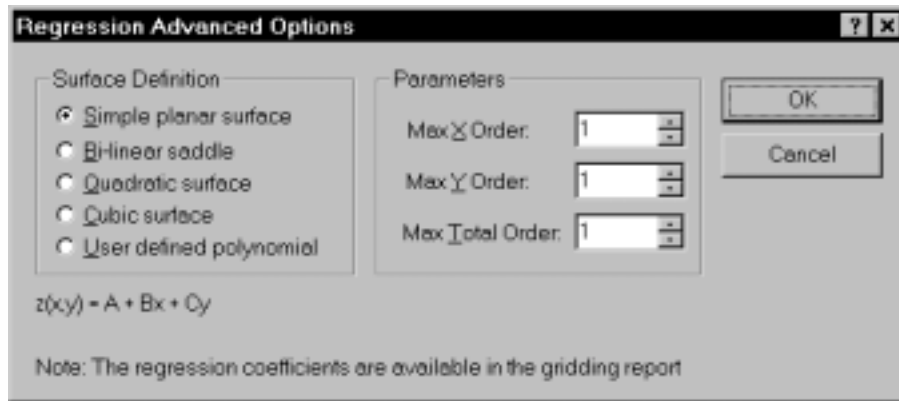 Regression Advanced Options
Surface Definition
Simple planar surface
Bi-linear saddle
Quadratic surface
Cubic surface
User defined polynomial
Parameters
Max X Order: 1
Max Y Order: 1
Max Total Order: 1
OK
Cancel
z(x,y) = A + Bx + Cy
Note: The regression coefficients are available in the gridding report